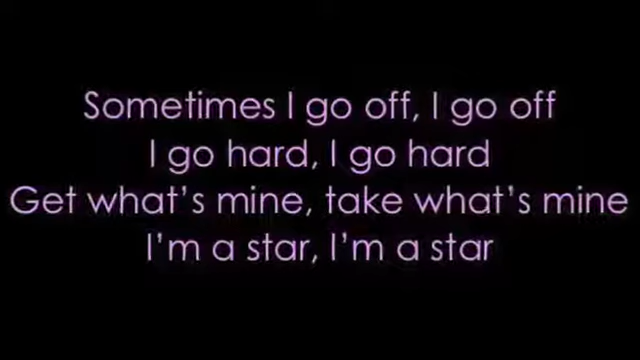 Sometimes I go off, I go off
I go hard, I go hard
Get what's mine, take what's mine
I'm a star, I'm a star